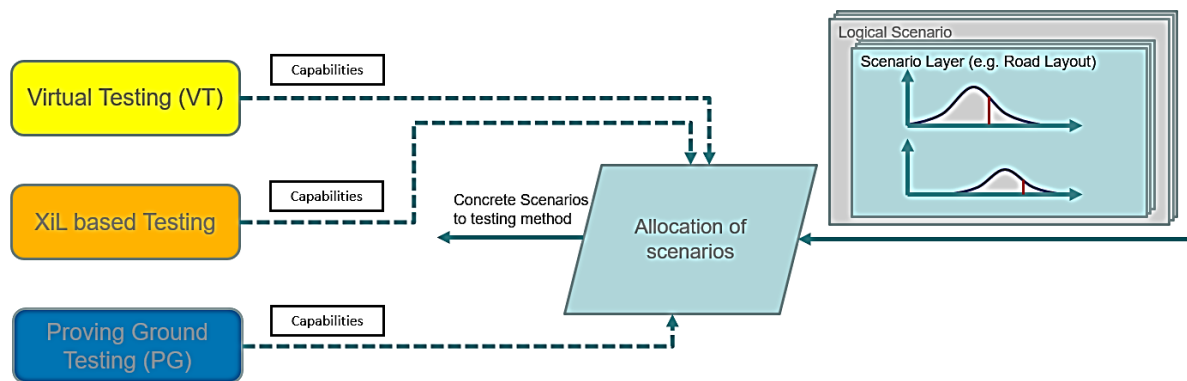 Logical Scenario
Scenario Layer (e.g. Road Layout)
Capabilities
Virtual Testing (VT)
Capabilities
XiL based Testing
Concrete Scenarios
to testing method
Allocation of
scenarios
Capabilities
Proving Ground
Testing (PG)